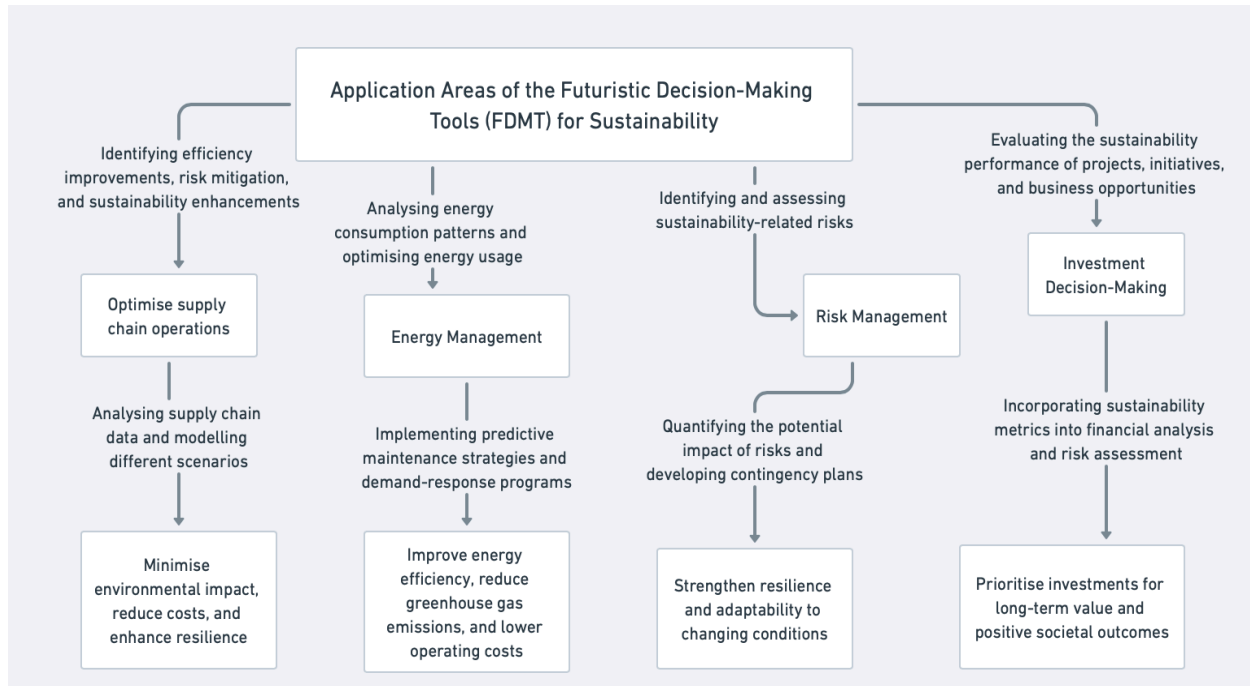 Application Areas of the Futuristic Decision-Making
Tools (FDMT) for Sustainability
Identifying efficiency
improvements, risk mitigation,
and sustainability enhancements
Optimise supply
chain operations
Analysing supply chain
data and modelling
different scenarios
Minimise
environmental impact,
reduce costs, and
enhance resilience
Analysing energy
consumption patterns and
optimising energy usage
Energy Management
Implementing predictive
maintenance strategies and
demand-response programs
Improve energy
efficiency, reduce
greenhouse gas
emissions, and lower
operating costs
Identifying and assessing
sustainability-related risks
Risk Management
Quantifying the potential
impact of risks and
developing contingency plans
Strengthen resilience
and adaptability to
changing conditions
Evaluating the sustainability
performance of projects, initiatives,
and business opportunities
Investment
Decision-Making
Incorporating sustainability
metrics into financial analysis
and risk assessment
Prioritise investments for
long-term value and
positive societal outcomes